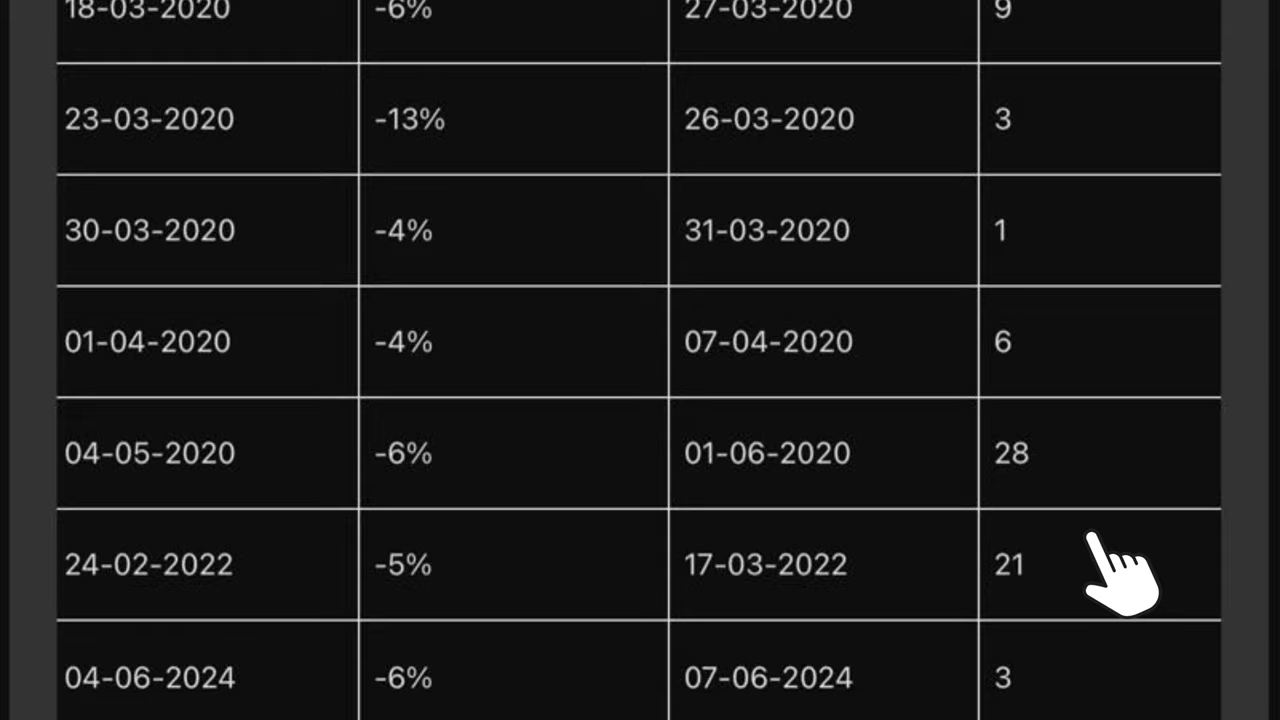 18-03-2020 -6% 27-03-2020 9
23-03-2020 -13% 26-03-2020 3
30-03-2020 -4% 31-03-2020 1
01-04-2020 -4% 07-04-2020 6
04-05-2020 -6% 01-06-2020 28
24-02-2022 -5% 17-03-2022 21
04-06-2024 -6% 07-06-2024 3